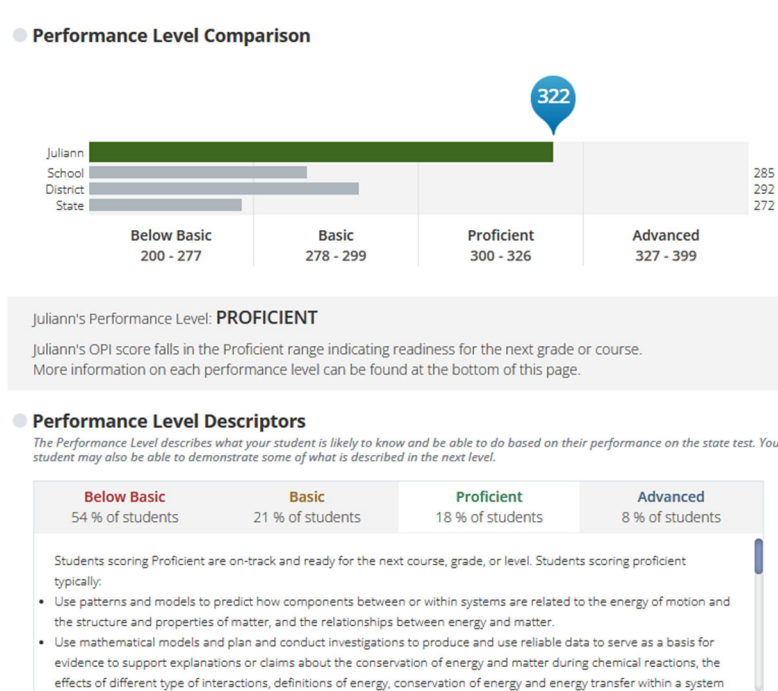 Performance Level Comparison
322
Juliann
School 285
District 292
State 272
Below Basic Basic Proficient Advanced
200 - 277 278 - 299 300 - 326 327 - 399
Juliann's Performance Level: PROFICIENT
Juliann's OPI score falls in the Proficient range indicating readiness for the next grade or course.
More information on each performance level can be found at the bottom of this page.
Performance Level Descriptors
The Performance Level describes what your student is likely to know and be able to do based on their performance on the state test. You
student may also be able to demonstrate some of what is described in the next level.
Below Basic Basic Proficient Advanced
54 % of students 21 % of students 18 % of students 8 % of students
Students scoring Proficient are on-track and ready for the next course, grade, or level. Students scoring proficient
typically:
• Use patterns and models to predict how components between or within systems are related to the energy of motion and
the structure and properties of matter, and the relationships between energy and matter.
• Use mathematical models and plan and conduct investigations to produce and use reliable data to serve as a basis for
evidence to support explanations or claims about the conservation of energy and matter during chemical reactions, the
effects of different type of interactions, definitions of energy, conservation of energy and energy transfer within a system